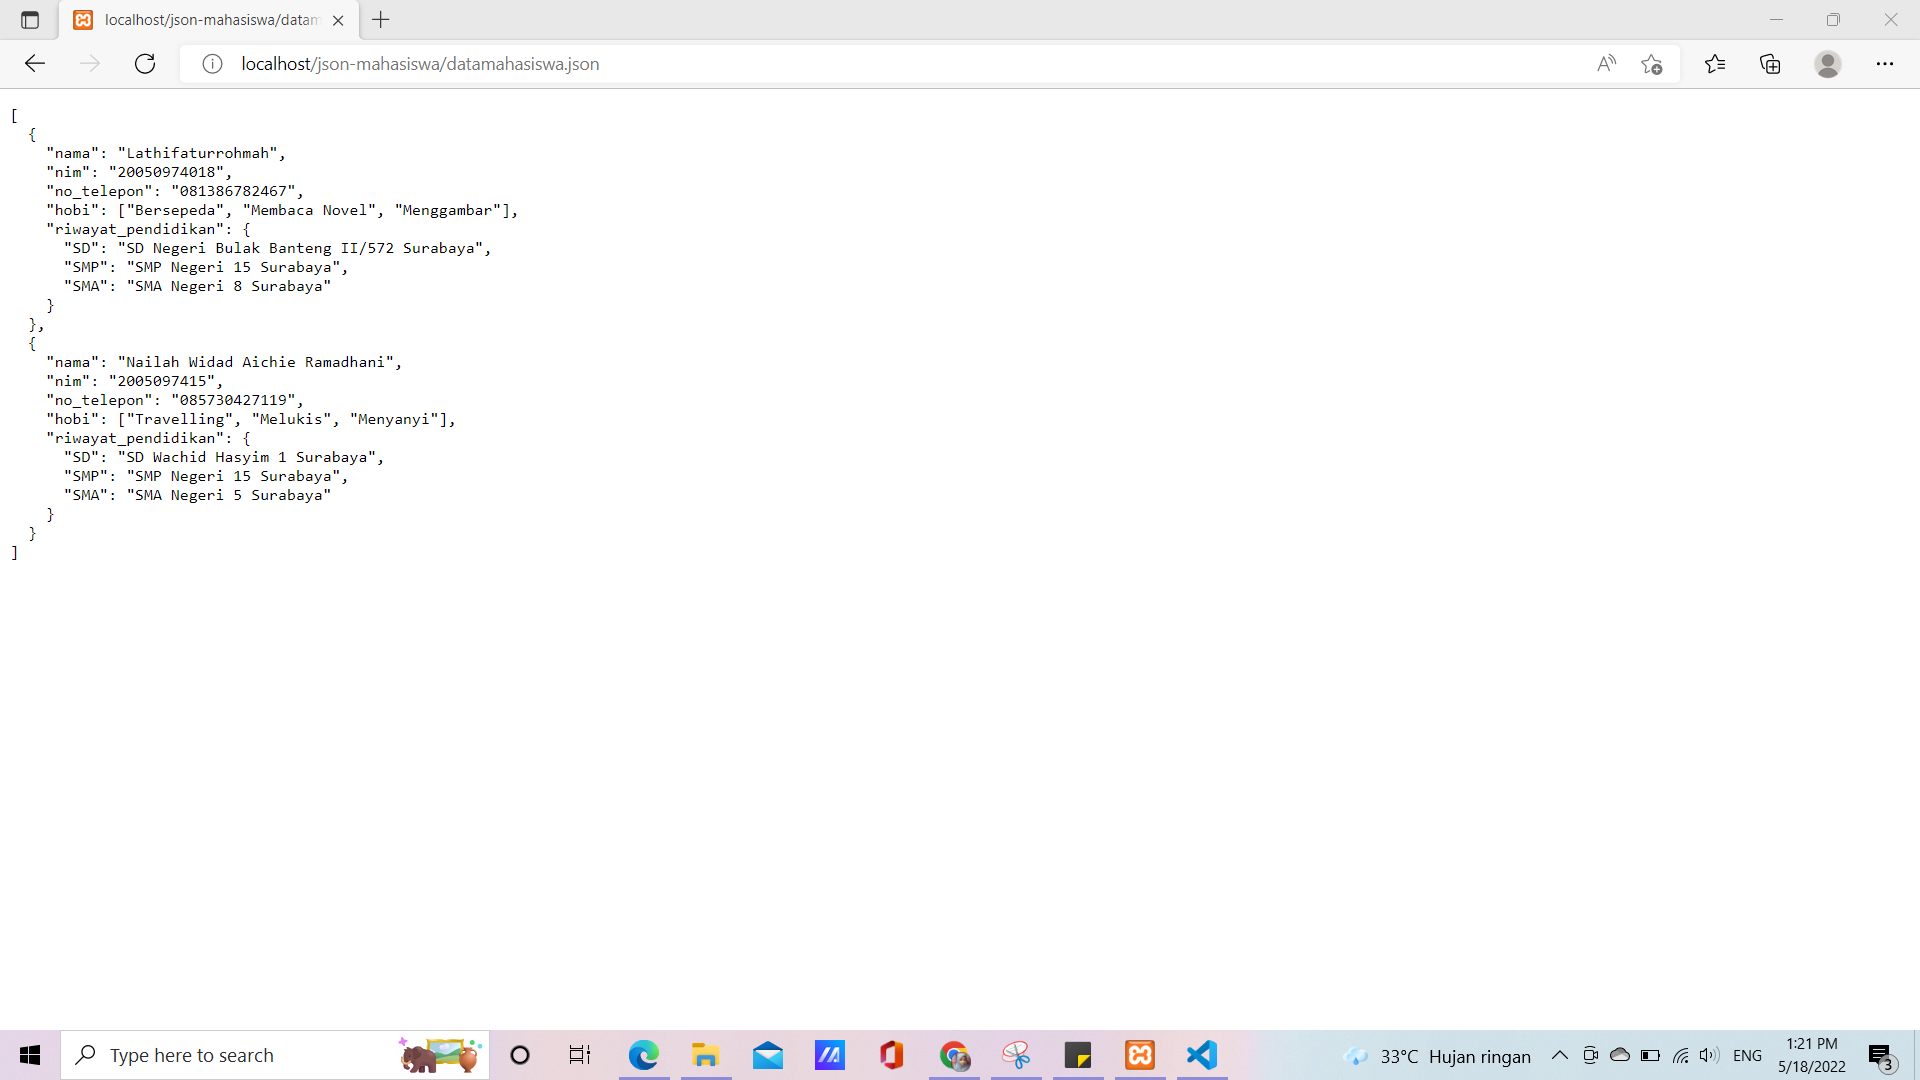 localhost/json-mahasiswa/datam
localhost/json-mahasiswa/datamahasiswa.json
[
  {
    "nama": "Lathifaturrohmah",
    "nim": "20050974018",
    "no_telepon": "081386782467",
    "hobi": ["Bersepeda", "Membaca Novel", "Menggambar"],
    "riwayat_pendidikan": {
      "SD": "SD Negeri Bulak Banteng II/572 Surabaya",
      "SMP": "SMP Negeri 15 Surabaya",
      "SMA": "SMA Negeri 8 Surabaya"
    }
  },
  {
    "nama": "Nailah Widad Aichie Ramadhani",
    "nim": "2005097415",
    "no_telepon": "085730427119",
    "hobi": ["Travelling", "Melukis", "Menyanyi"],
    "riwayat_pendidikan": {
      "SD": "SD Wachid Hasyim 1 Surabaya",
      "SMP": "SMP Negeri 15 Surabaya",
      "SMA": "SMA Negeri 5 Surabaya"
    }
  }
]
Type here to search
33°C Hujan ringan
ENG
1:21 PM
5/18/2022
3